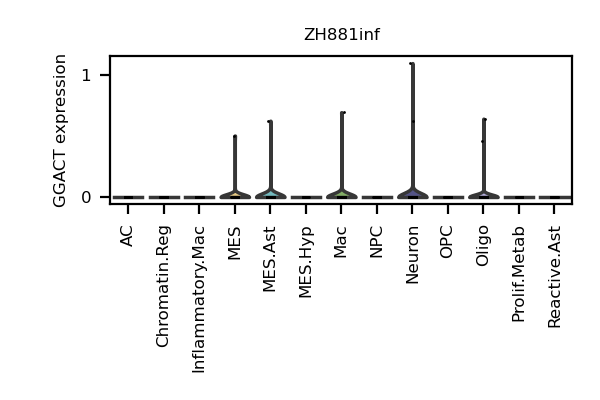 ZH881inf
GGACT expression
1
0
AC
Chromatin.Reg
Inflammatory.Mac
MES
MES.Ast
MES.Hyp
Mac
NPC
Neuron
OPC
Oligo
Prolif.Metab
Reactive.Ast